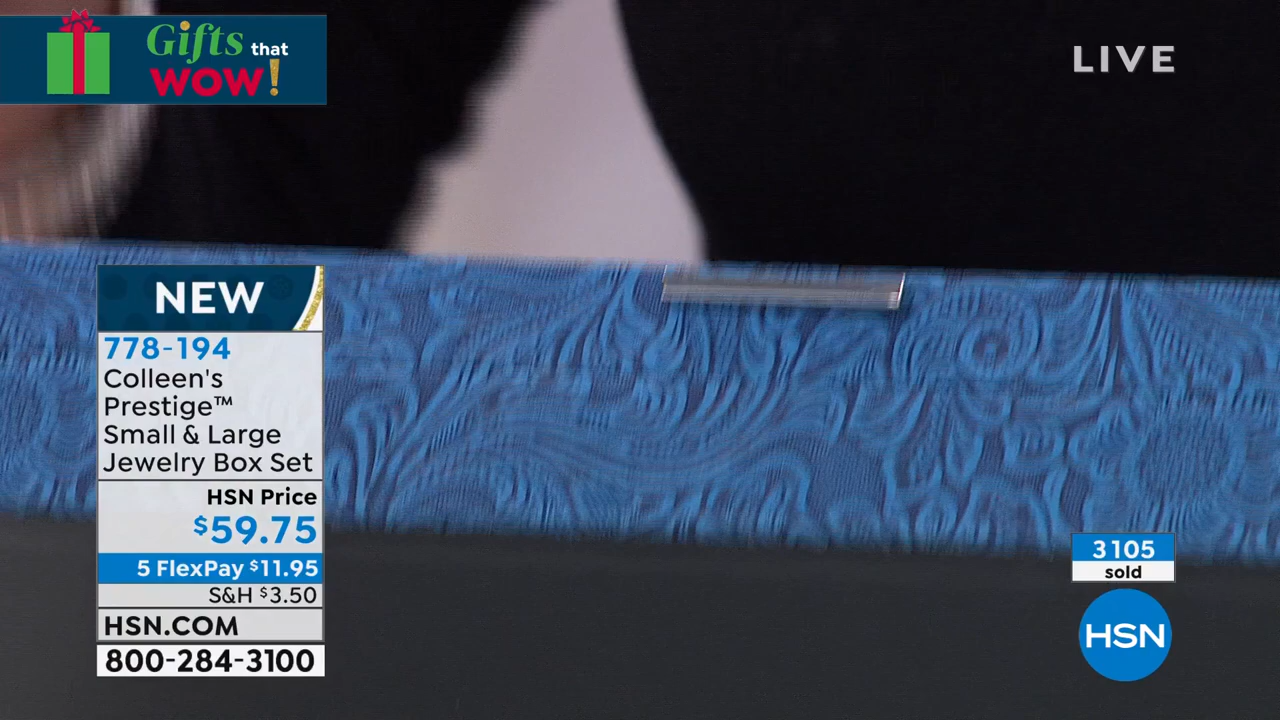 Gifts that
WOW!
LIVE
NEW
778-194
Colleen's
Prestige™
Small & Large
Jewelry Box Set
HSN Price
$59.75
5 FlexPay $11.95
S&H $3.50
HSN.COM
800-284-3100
3105
sold
HSN